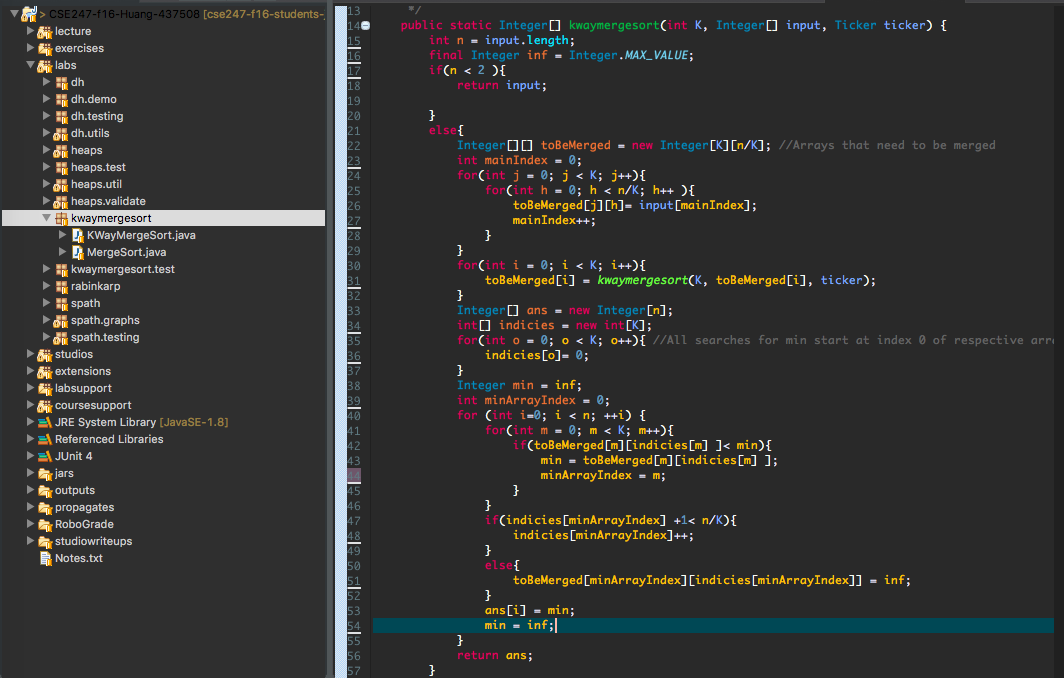 > CSE247-f16-Huang-437508 [cse247-f16-students-
lecture
exercises
labs
dh
dh.demo
dh.testing
dh.utils
heaps
heaps.test
heaps.util
heaps.validate
kwaymergesort
KWayMergeSort.java
MergeSort.java
kwaymergesort.test
rabinkarp
spath
spath.graphs
spath.testing
studios
extensions
labsupport
coursesupport
JRE System Library [JavaSE-1.8]
Referenced Libraries
JUnit 4
jars
outputs
propagates
RoboGrade
studiowriteups
Notes.txt
13 */
14 public static Integer[] kwaymergesort(int K, Integer[] input, Ticker ticker) {
15 int n = input.length;
16 final Integer inf = Integer.MAX_VALUE;
17 if(n < 2 ){
18 return input;
19
20 }
21 else{
22 Integer[][] toBeMerged = new Integer[K][n/K]; //Arrays that need to be merged
23 int mainIndex = 0;
24 for(int j = 0; j < K; j++){
25 for(int h = 0; h < n/K; h++ ){
26 toBeMerged[j][h]= input[mainIndex];
27 mainIndex++;
28 }
29 }
30 for(int i = 0; i < K; i++){
31 toBeMerged[i] = kwaymergesort(K, toBeMerged[i], ticker);
32 }
33 Integer[] ans = new Integer[n];
34 int[] indicies = new int[K];
35 for(int o = 0; o < K; o++){ //All searches for min start at index 0 of respective arr
36 indicies[o]= 0;
37 }
38 Integer min = inf;
39 int minArrayIndex = 0;
40 for (int i=0; i < n; ++i) {
41 for(int m = 0; m < K; m++){
42 if(toBeMerged[m][indicies[m] ]< min){
43 min = toBeMerged[m][indicies[m] ];
44 minArrayIndex = m;
45 }
46 }
47 if(indicies[minArrayIndex] +1< n/K){
48 indicies[minArrayIndex]++;
49 }
50 else{
51 toBeMerged[minArrayIndex][indicies[minArrayIndex]] = inf;
52 }
53 ans[i] = min;
54 min = inf;
55 }
56 return ans;
57 }